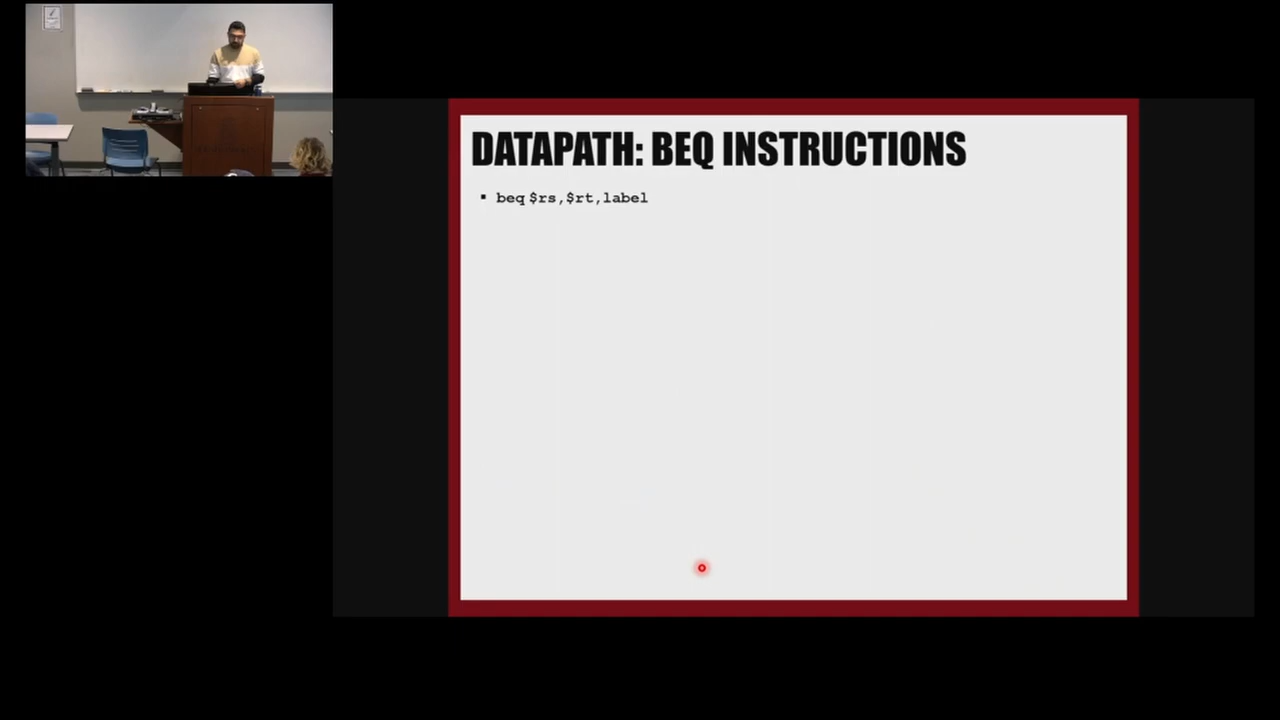 DATAPATH: BEQ INSTRUCTIONS
▪ beq $rs,$rt,label